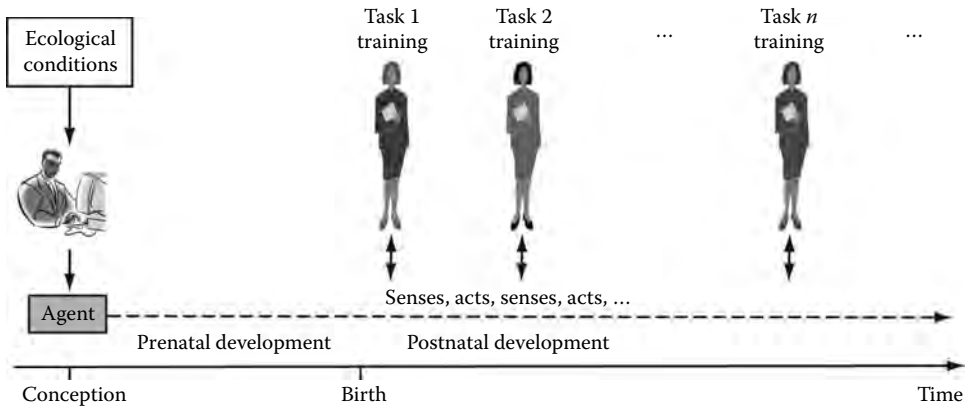 Ecological
conditions
Task 1
training
Task 2
training
...
Task n
training
...
Senses, acts, senses, acts, ...
Agent
Prenatal development
Postnatal development
Conception
Birth
Time